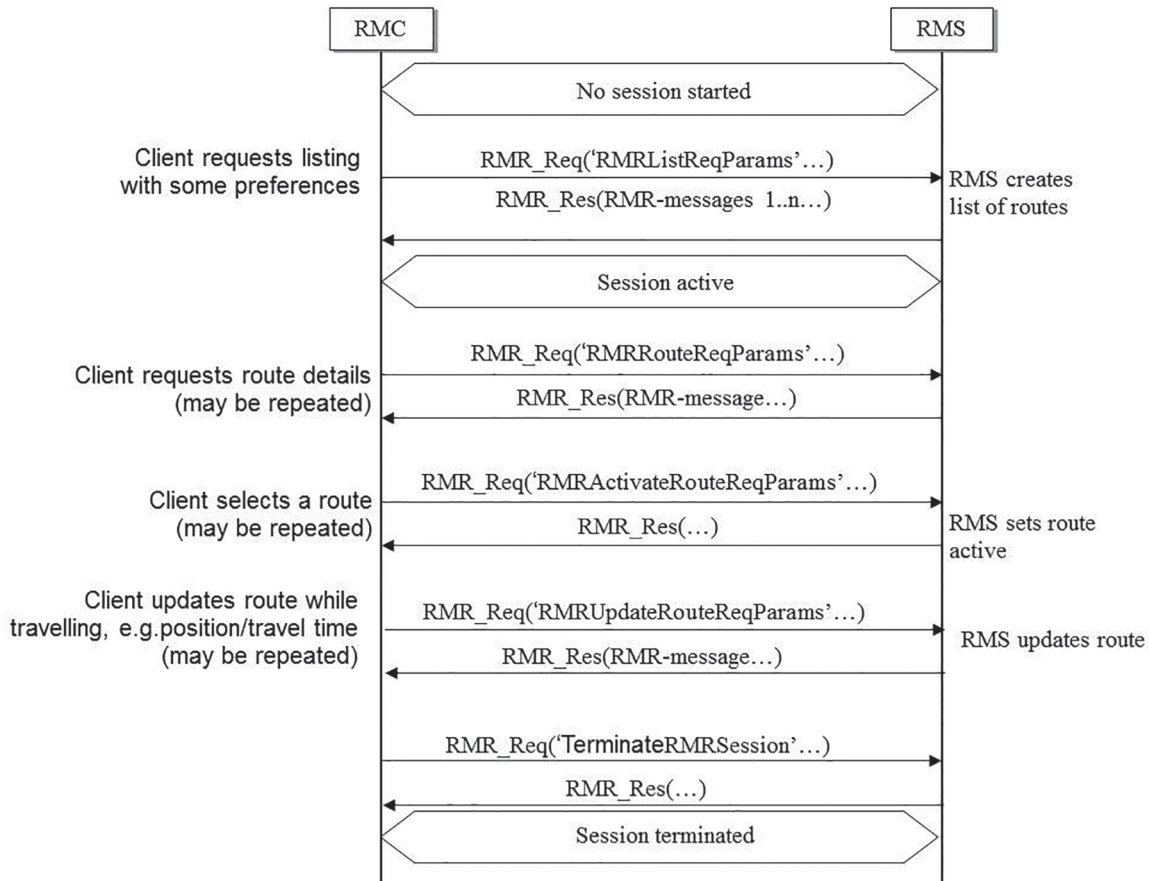 RMC
RMS
No session started
Client requests listing
with some preferences
RMR_Req(‘RMRListReqParams’…)
RMR_Res(RMR-messages 1..n…)
RMS creates
list of routes
Session active
Client requests route details
(may be repeated)
RMR_Req(‘RMRRouteReqParams’…)
RMR_Res(RMR-message…)
Client selects a route
(may be repeated)
RMR_Req(‘RMRActivateRouteReqParams’…)
RMR_Res(…)
RMS sets route
active
Client updates route while
travelling, e.g.position/travel time
(may be repeated)
RMR_Req(‘RMRUpdateRouteReqParams’…)
RMR_Res(RMR-message…)
RMS updates route
RMR_Req(‘TerminateRMRSession’…)
RMR_Res(…)
Session terminated